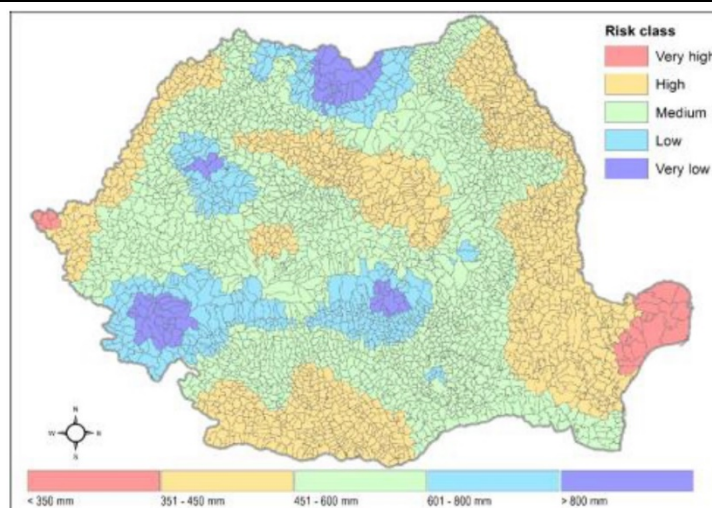 Risk class
Very high
High
Medium
Low
Very low
N
W
< 350 mm
351 - 450 mm
451 - 600 mm
601 - 800 mm
> 800 mm